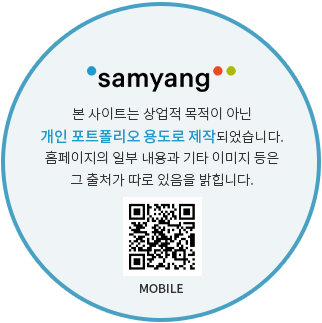 samyang
본 사이트는 상업적 목적이 아닌
개인 포트폴리오 용도로 제작되었습니다.
홈페이지의 일부 내용과 기타 이미지 등은
그 출처가 따로 있음을 밝힙니다.
MOBILE